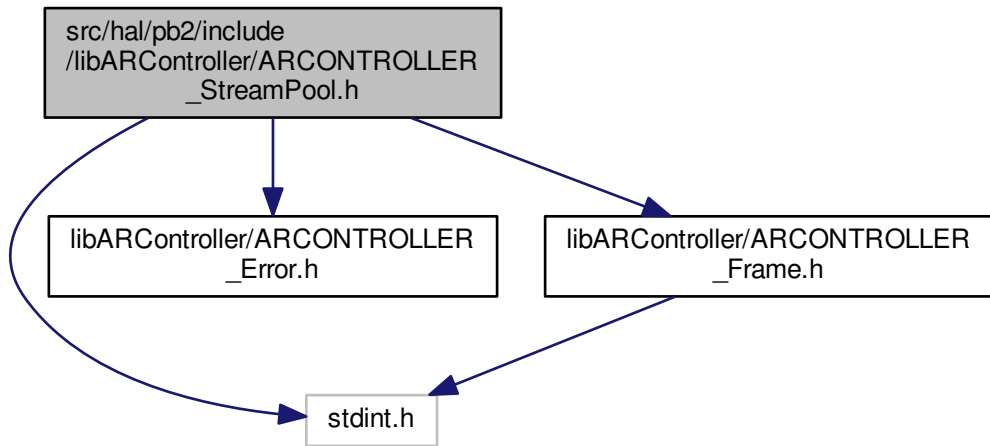 src/hal/pb2/include
/libARController/ARCONTROLLER
_StreamPool.h
libARController/ARCONTROLLER
_Error.h
libARController/ARCONTROLLER
_Frame.h
stdint.h